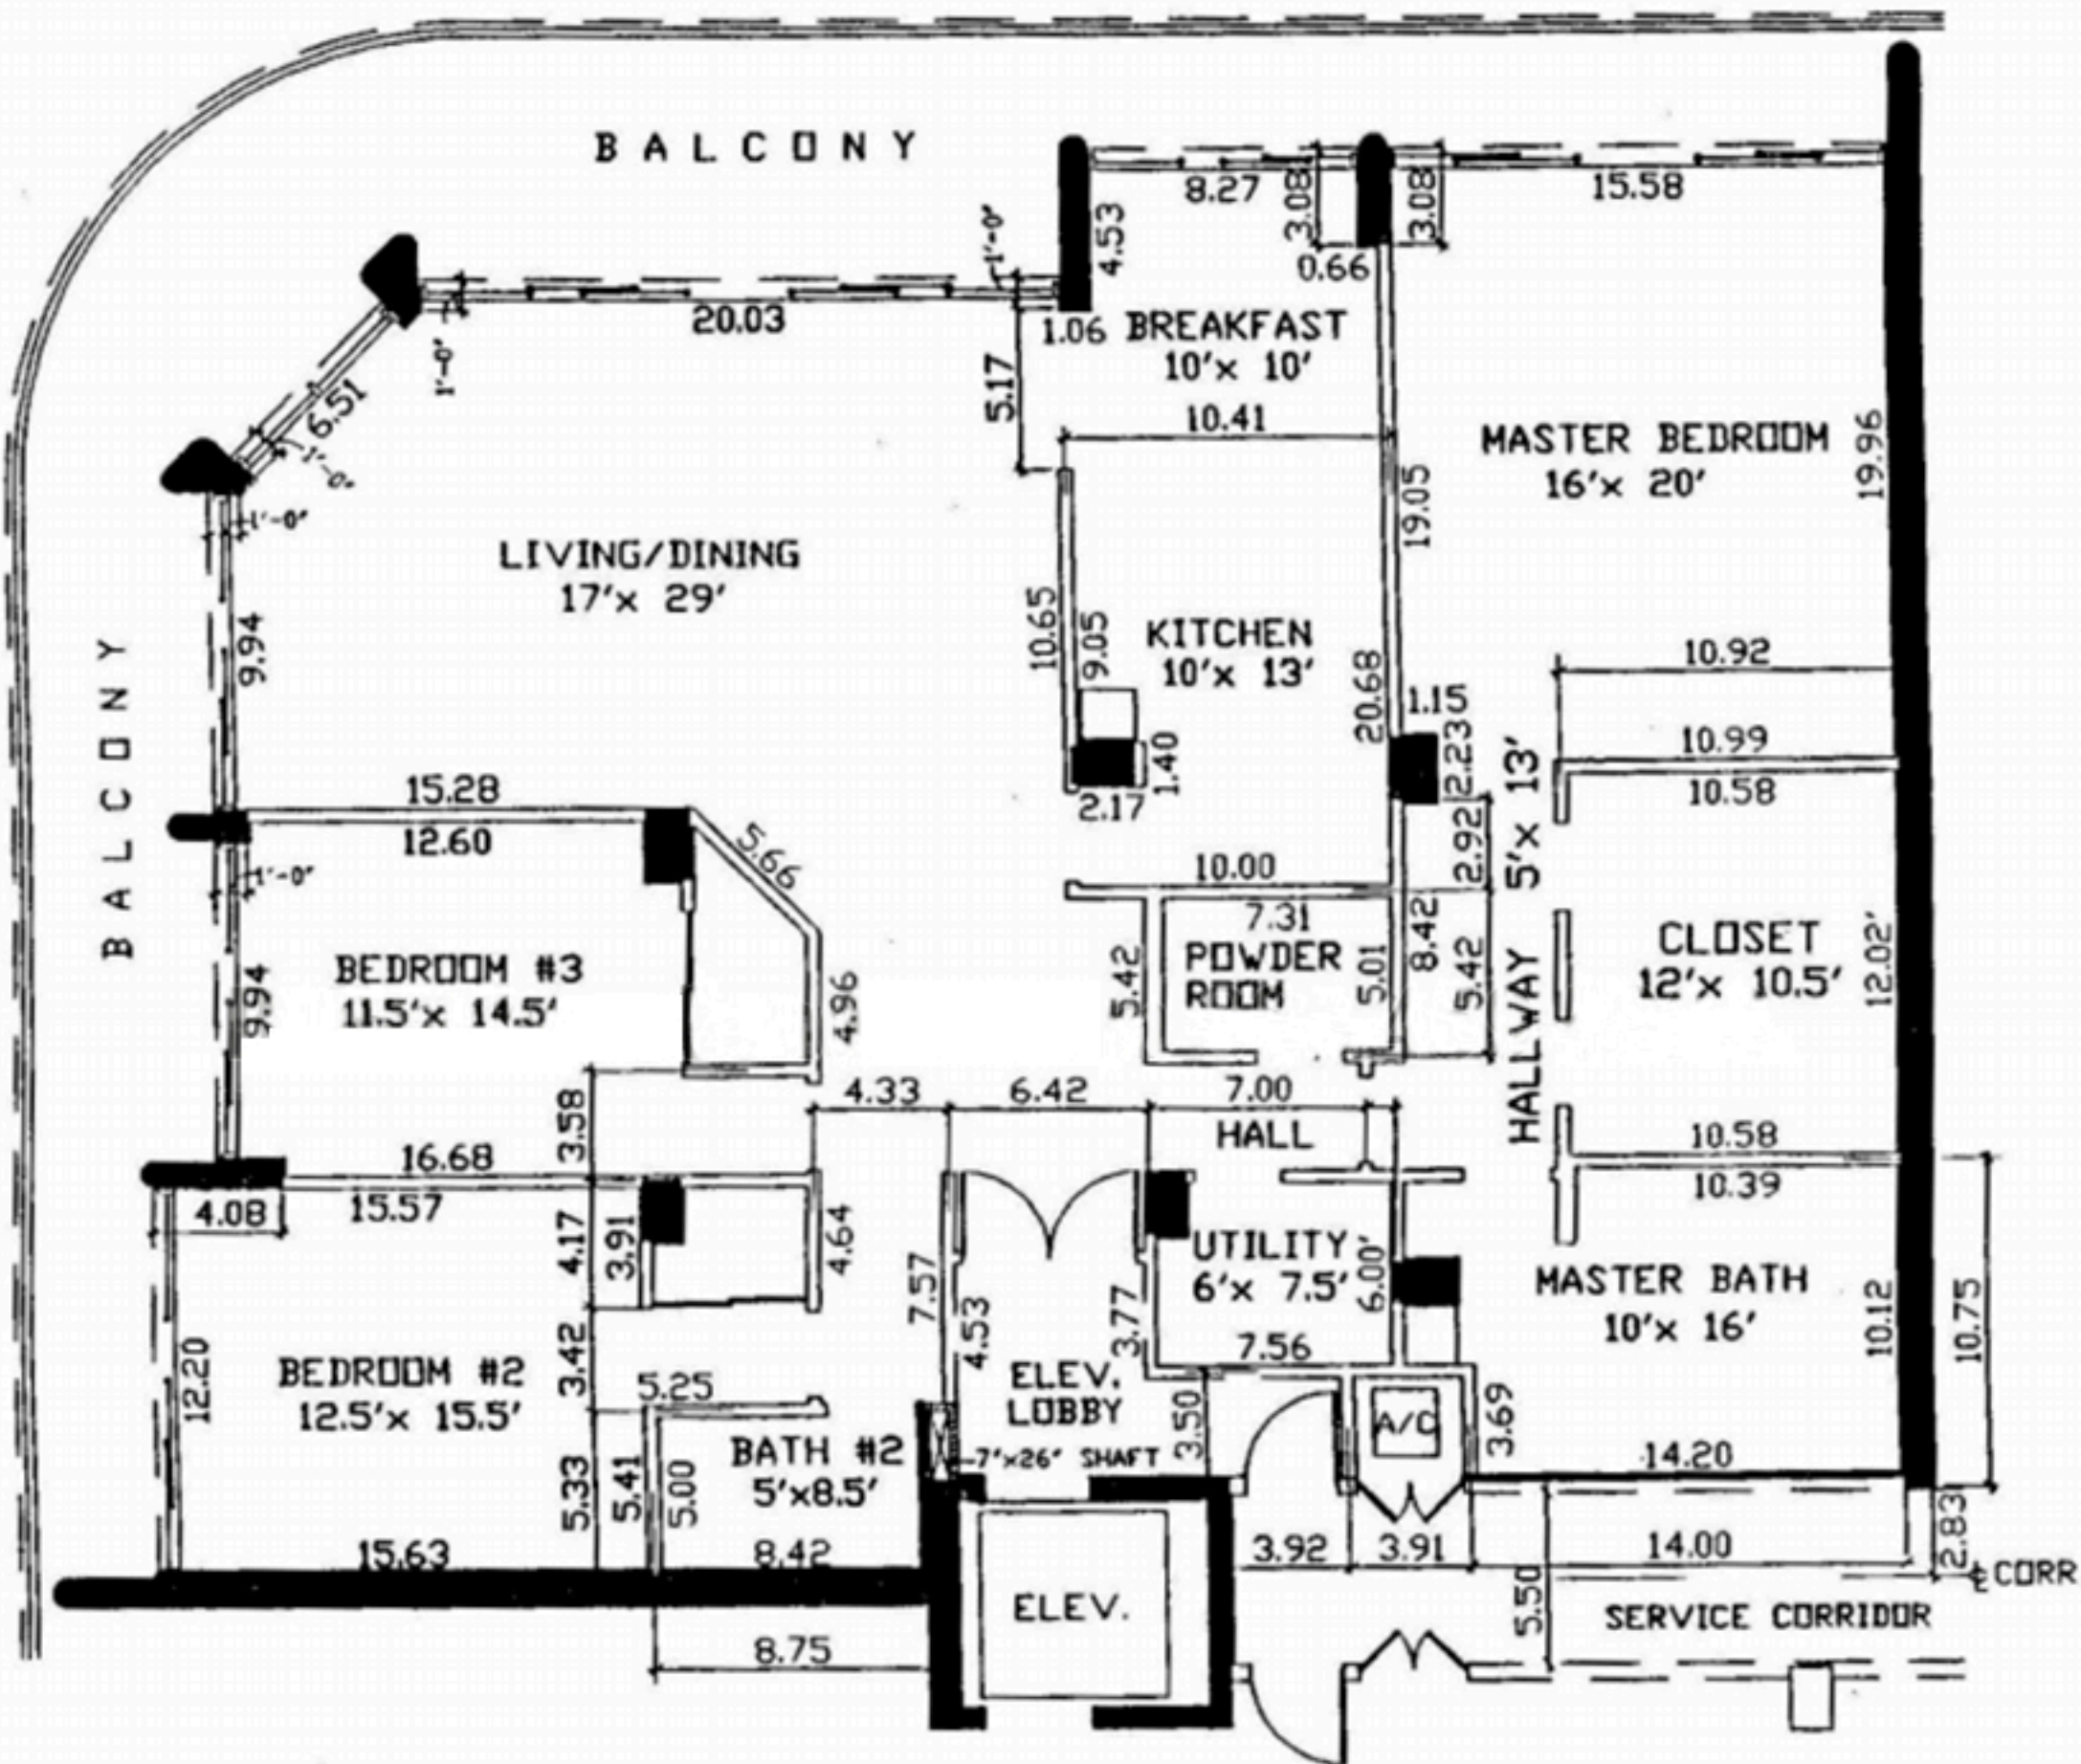 BALCONY
8.27
3.08
3.08
15.58
4.53
1'-0"
0.66
20.03
1.06
BREAKFAST
10'x 10'
1'-0"
5.17
6.51
1'-0"
10.41
MASTER BEDROOM
16'x 20'
19.96
19.05
1'-0"
LIVING/DINING
17'x 29'
9.94
10.65
9.05
KITCHEN
10'x 13'
20.68
10.92
1.15
2.23
10.99
10.58
1.40
2.17
BALCONY
15.28
12.60
5.66
1'-0"
10.00
2.92
HALLWAY 5'x 13'
7.31
POWDER
ROOM
5.42
5.01
8.42
5.42
CLOSET
12'x 10.5'
12.02'
BEDROOM #3
11.5'x 14.5'
9.94
4.96
3.58
4.33
6.42
7.00
HALL
10.58
10.39
16.68
15.57
4.08
4.17
3.91
4.64
7.57
4.53
3.77
UTILITY
6'x 7.5'
6.00'
7.56
MASTER BATH
10'x 16'
10.12
10.75
12.20
BEDROOM #2
12.5'x 15.5'
3.42
5.25
ELEV.
LOBBY
7"x26" SHAFT
3.50
A/C
3.69
14.20
BATH #2
5'x8.5'
5.33
5.41
5.00
15.63
8.42
3.92
3.91
14.00
2.83
℄ CORR
5.50
ELEV.
SERVICE CORRIDOR
8.75